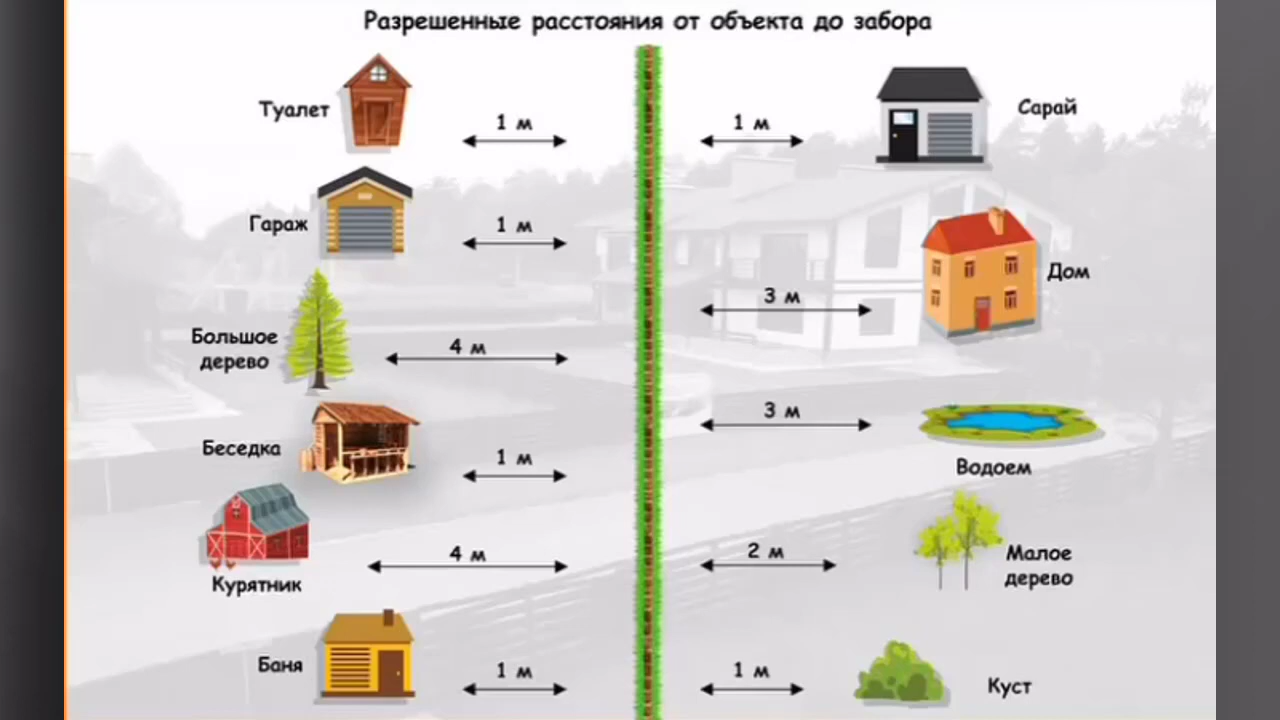 Разрешенные расстояния от объекта до забора
Туалет
1 м
1 м
Сарай
Гараж
1 м
Дом
3 м
Большое
дерево
4 м
3 м
Беседка
1 м
Водоем
Курятник
4 м
2 м
Малое
дерево
Баня
1 м
1 м
Куст